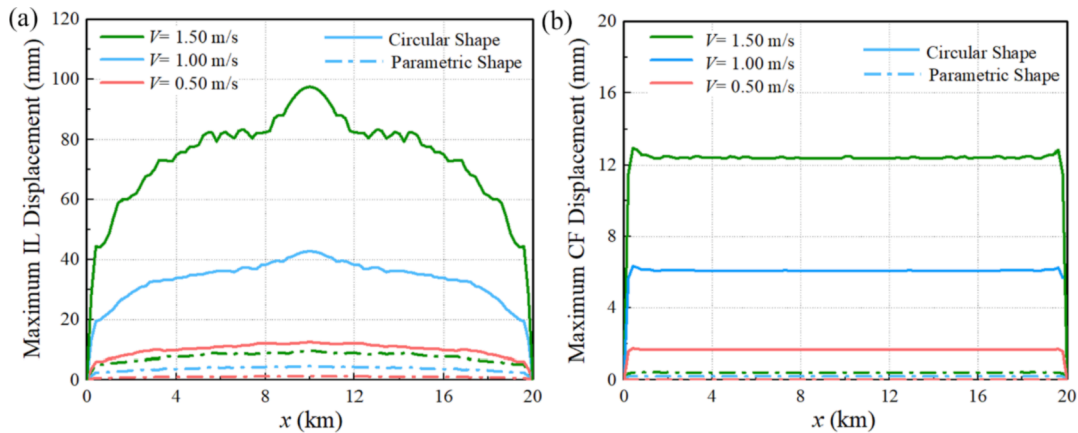 (a)
Maximum IL Displacement (mm)
120
100
80
60
40
20
0
V= 1.50 m/s
V= 1.00 m/s
V= 0.50 m/s
Circular Shape
Parametric Shape
0 4 8 12 16 20
x (km)
(b)
Maximum CF Displacement (mm)
20
16
12
8
4
0
V= 1.50 m/s
V= 1.00 m/s
V= 0.50 m/s
Circular Shape
Parametric Shape
0 4 8 12 16 20
x (km)